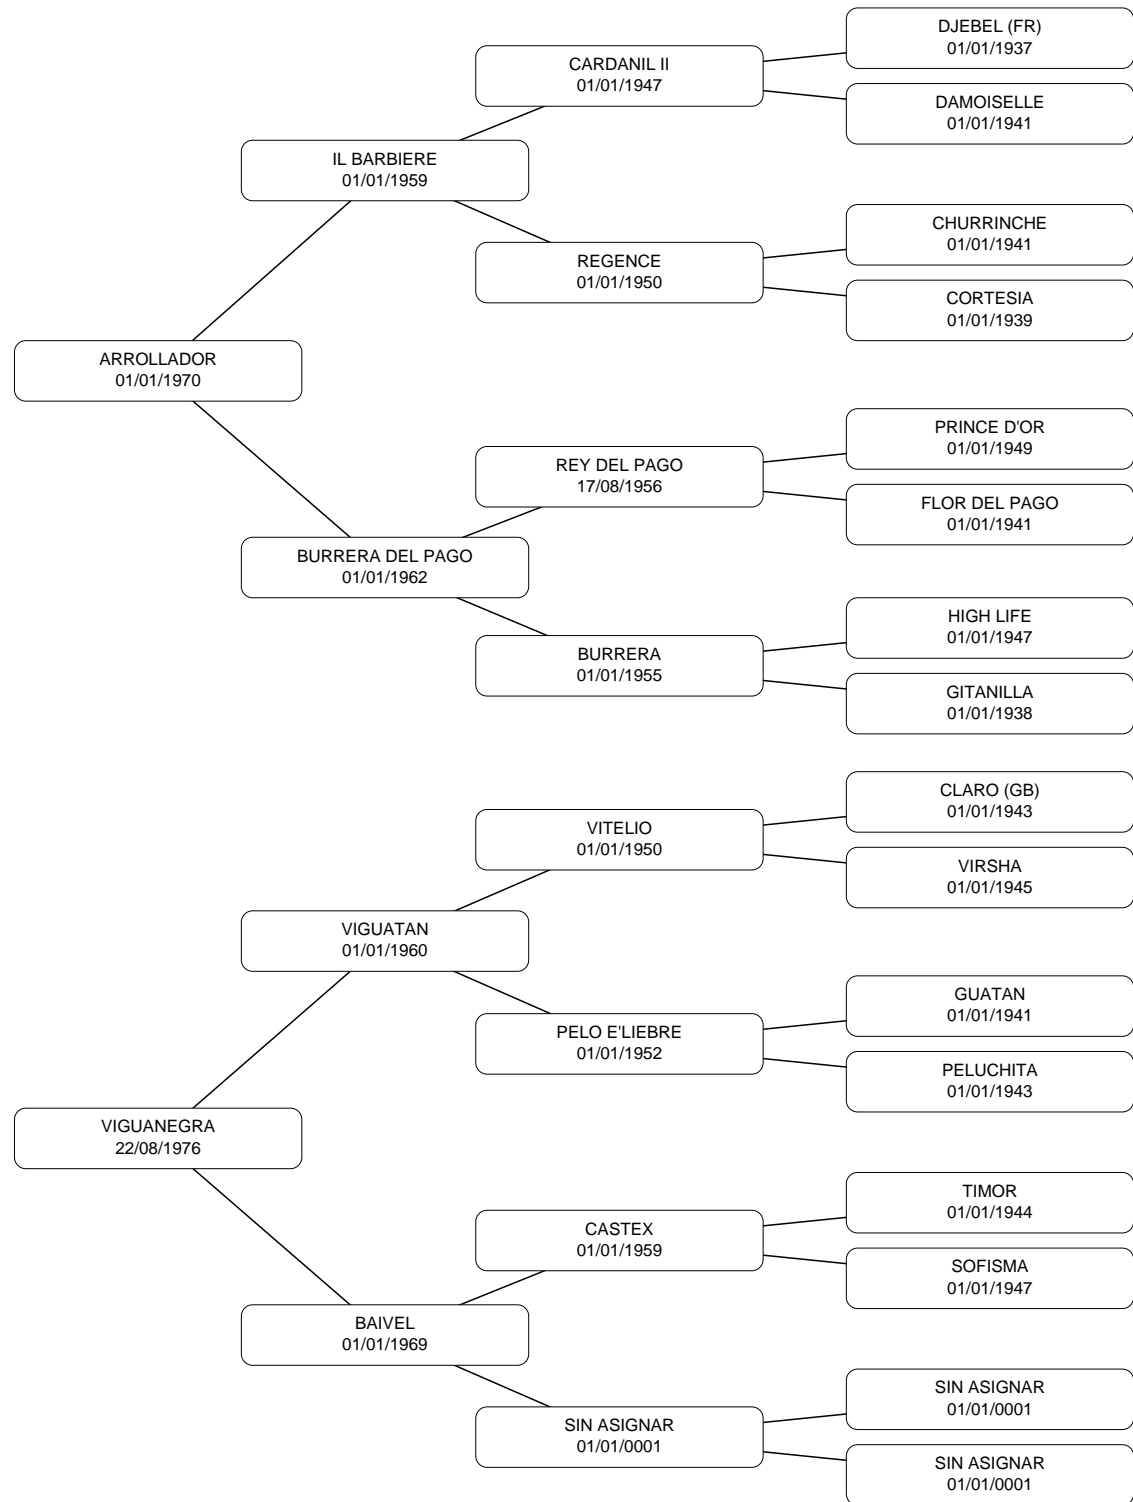 DJEBEL (FR)
01/01/1937
CARDANIL II
01/01/1947
DAMOISELLE
01/01/1941
IL BARBIERE
01/01/1959
CHURRINCHE
01/01/1941
REGENCE
01/01/1950
CORTESIA
01/01/1939
ARROLLADOR
01/01/1970
PRINCE D'OR
01/01/1949
REY DEL PAGO
17/08/1956
FLOR DEL PAGO
01/01/1941
BURRERA DEL PAGO
01/01/1962
HIGH LIFE
01/01/1947
BURRERA
01/01/1955
GITANILLA
01/01/1938
CLARO (GB)
01/01/1943
VITELIO
01/01/1950
VIRSHA
01/01/1945
VIGUATAN
01/01/1960
GUATAN
01/01/1941
PELO E'LIEBRE
01/01/1952
PELUCHITA
01/01/1943
VIGUANEGRA
22/08/1976
TIMOR
01/01/1944
CASTEX
01/01/1959
SOFISMA
01/01/1947
BAIVEL
01/01/1969
SIN ASIGNAR
01/01/0001
SIN ASIGNAR
01/01/0001
SIN ASIGNAR
01/01/0001